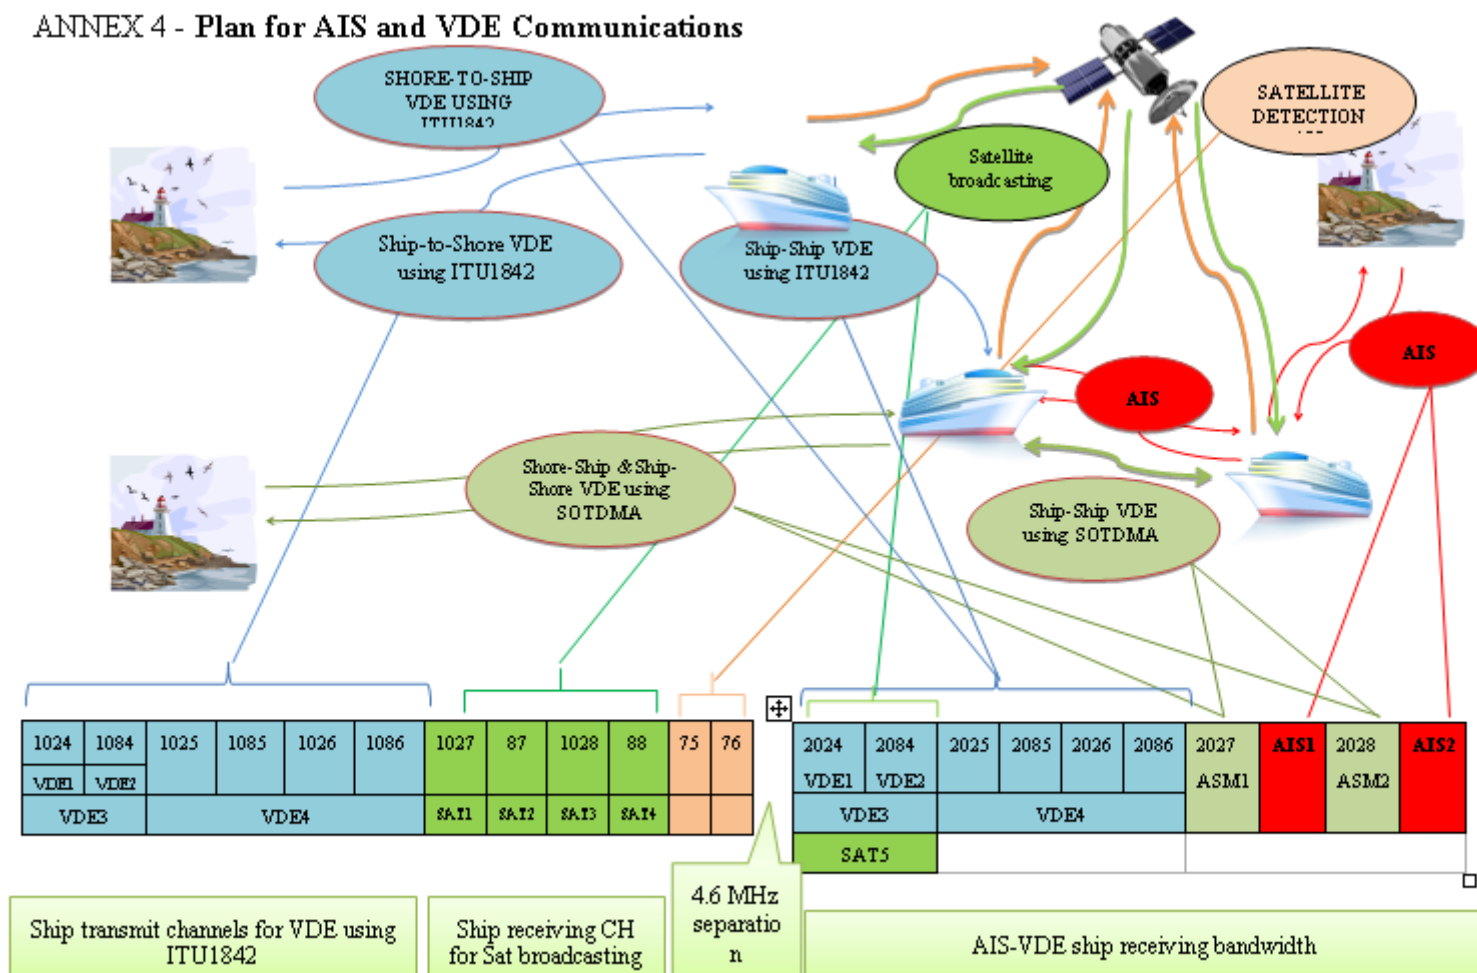 ANNEX 4 - Plan for AIS and VDE Communications
SHORE-TO-SHIP
VDE USING
ITU1842
SATELLITE
DETECTION
Satellite
broadcasting
Ship-to-Shore VDE
using ITU1842
Ship-Ship VDE
using ITU1842
AIS
AIS
Shore-Ship & Ship-
Shore VDE using
SOTDMA
Ship-Ship VDE
using SOTDMA
1024 1084 1025 1085 1026 1086 1027 87 1028 88 75 76
VDE1 VDE2
VDE3 VDE4 SAT1 SAT2 SAT3 SAT4
2024 2084 2025 2085 2026 2086 2027 AIS1 2028 AIS2
VDE1 VDE2 ASM1 ASM2
VDE3 VDE4
SAT5
Ship transmit channels for VDE using
ITU1842
Ship receiving CH
for Sat broadcasting
4.6 MHz
separatio
n
AIS-VDE ship receiving bandwidth